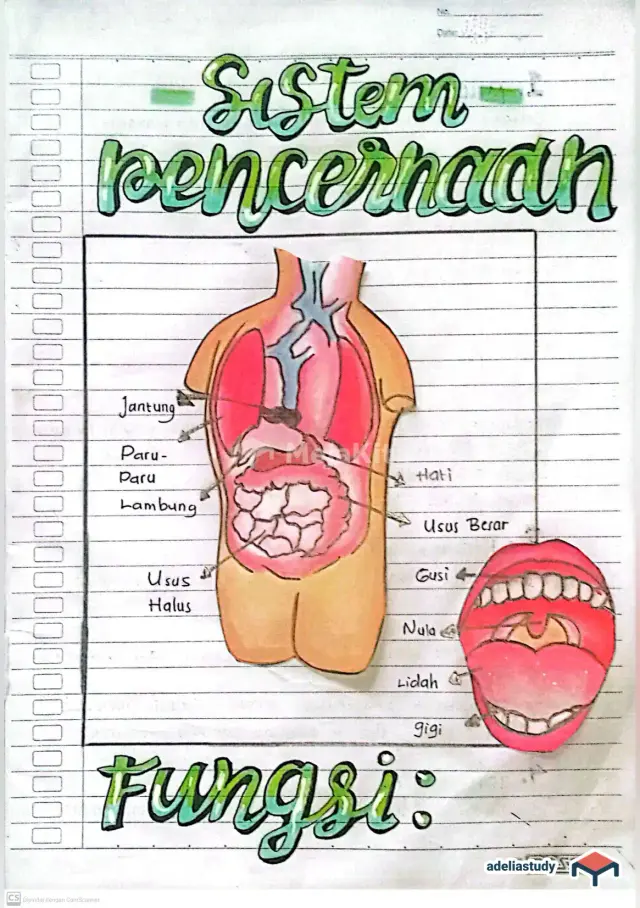 No.
Date:
Sistem
pencernaan
Jantung
Paru-
Paru
Lambung
Usus
Halus
Hati
Usus Besar
Gusi
Nula
Lidah
gigi
Fungsi:
adeliastudy
CS